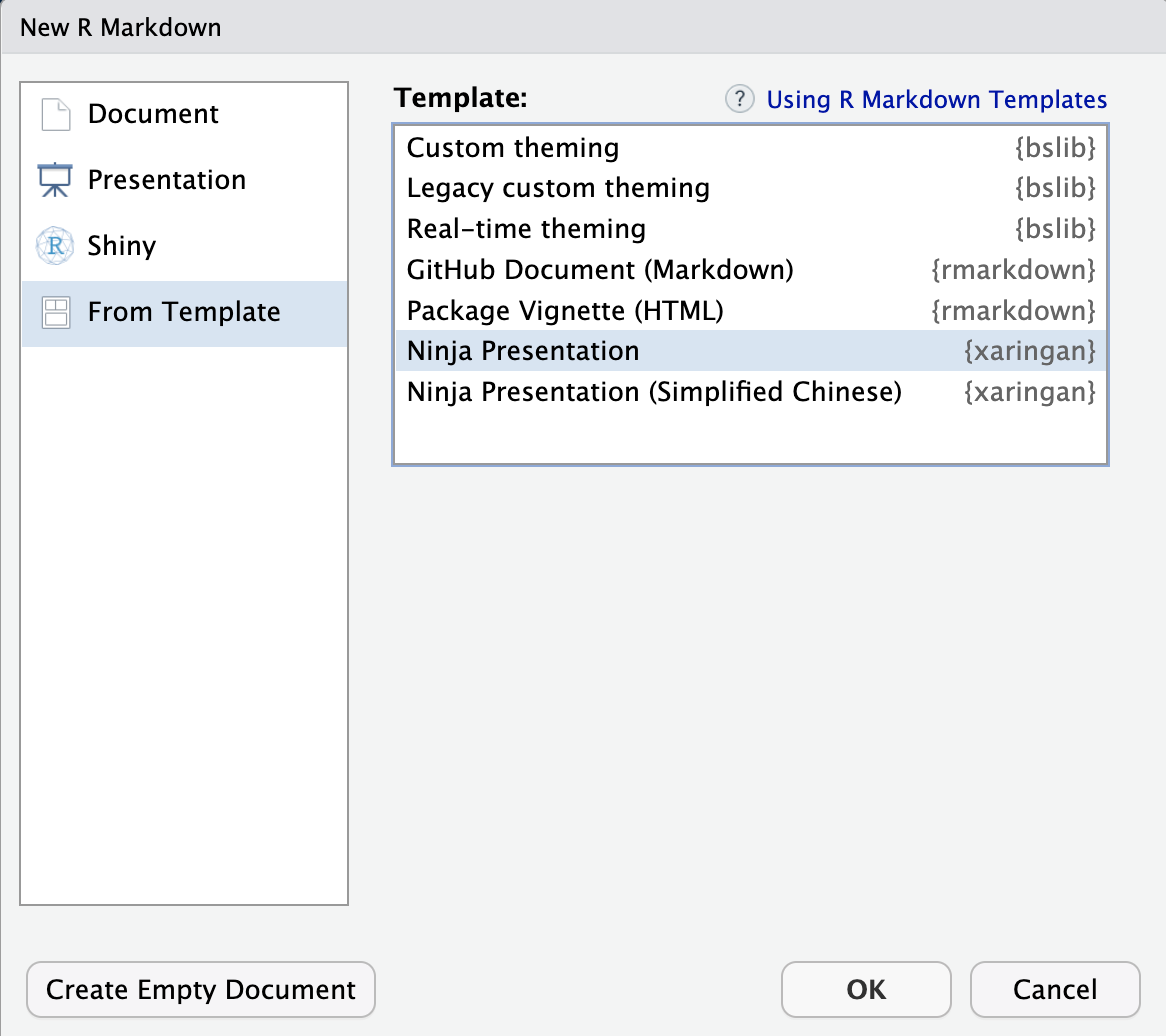 New R Markdown
Document
Presentation
R Shiny
From Template
Template:
? Using R Markdown Templates
Custom theming {bslib}
Legacy custom theming {bslib}
Real-time theming {bslib}
GitHub Document (Markdown) {rmarkdown}
Package Vignette (HTML) {rmarkdown}
Ninja Presentation {xaringan}
Ninja Presentation (Simplified Chinese) {xaringan}
Create Empty Document
OK
Cancel